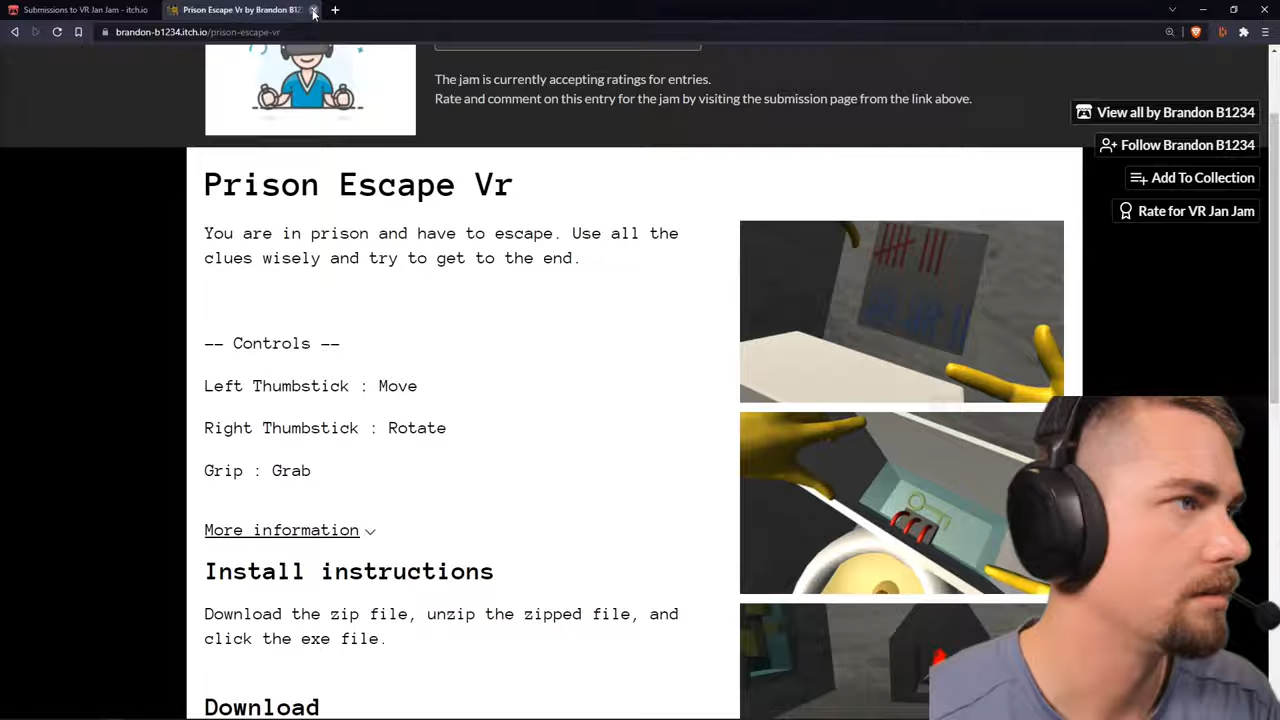 Submissions to VR Jan Jam - itch.io
Prison Escape Vr by Brandon B12
brandon-b1234.itch.io/prison-escape-vr
The jam is currently accepting ratings for entries.
Rate and comment on this entry for the jam by visiting the submission page from the link above.
View all by Brandon B1234
Follow Brandon B1234
Add To Collection
Rate for VR Jan Jam
Prison Escape Vr
You are in prison and have to escape. Use all the
clues wisely and try to get to the end.
-- Controls --
Left Thumbstick : Move
Right Thumbstick : Rotate
Grip : Grab
More information
Install instructions
Download the zip file, unzip the zipped file, and
click the exe file.
Download